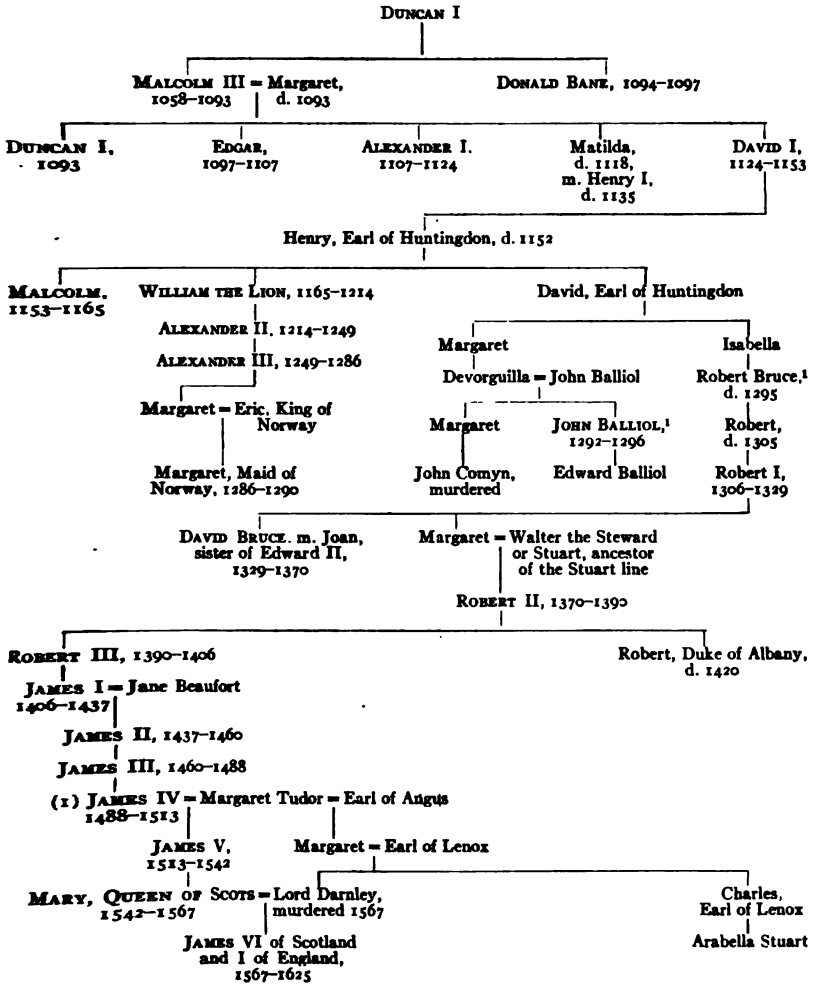 DUNCAN I
MALCOLM III = Margaret,
1058–1093 d. 1093
DONALD BANE, 1094–1097
DUNCAN I,
1093
EDGAR,
1097–1107
ALEXANDER I.
1107–1124
Matilda,
d. 1118,
m. Henry I,
d. 1135
DAVID I,
1124–1153
Henry, Earl of Huntingdon, d. 1152
MALCOLM,
1153–1165
WILLIAM THE LION, 1165–1214
David, Earl of Huntingdon
ALEXANDER II, 1214–1249
ALEXANDER III, 1249–1286
Margaret
Isabella
Devorguilla = John Balliol
Robert Bruce,¹
d. 1295
Margaret = Eric, King of
Norway
Margaret
JOHN BALLIOL,¹
1292–1296
Robert,
d. 1305
Margaret, Maid of
Norway, 1286–1290
John Comyn,
murdered
Edward Balliol
Robert I,
1306–1329
DAVID BRUCE. m. Joan,
sister of Edward II,
1329–1370
Margaret = Walter the Steward
or Stuart, ancestor
of the Stuart line
ROBERT II, 1370–1390
ROBERT III, 1390–1406
Robert, Duke of Albany,
d. 1420
JAMES I = Jane Beaufort
1406–1437
JAMES II, 1437–1460
JAMES III, 1460–1488
(1) JAMES IV = Margaret Tudor = Earl of Angus
1488–1513
JAMES V,
1513–1542
Margaret = Earl of Lenox
MARY, QUEEN OF SCOTS = Lord Darnley,
1542–1567 murdered 1567
Charles,
Earl of Lenox
JAMES VI of Scotland
and I of England,
1567–1625
Arabella Stuart